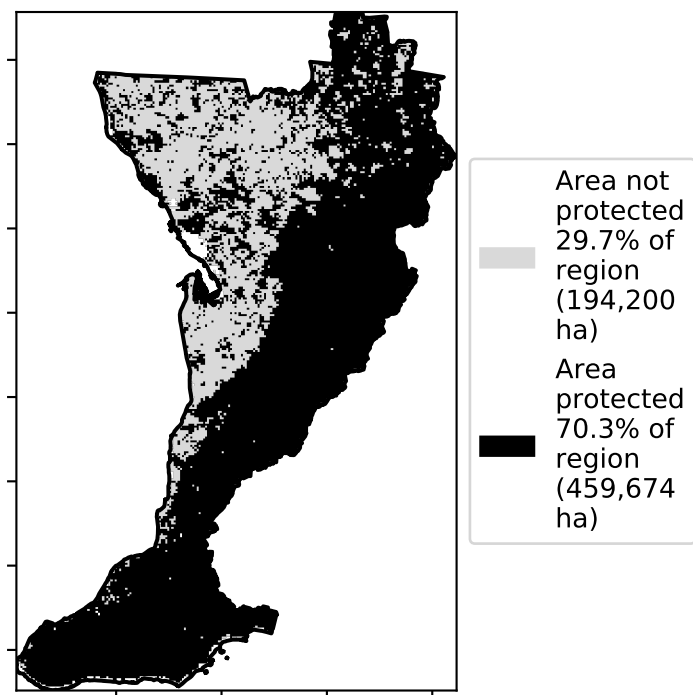 Area not
protected
29.7% of
region
(194,200
ha)
Area
protected
70.3% of
region
(459,674
ha)